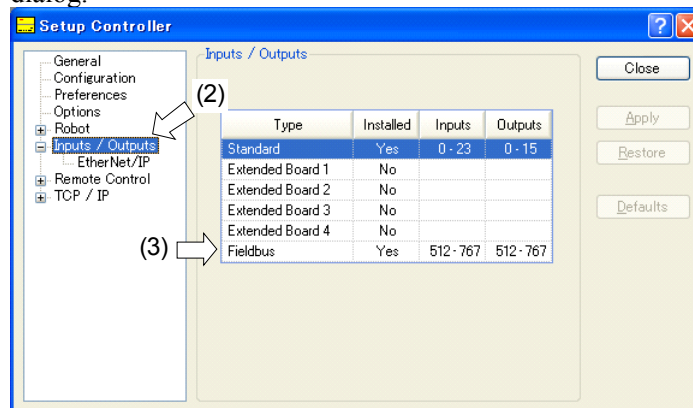 dialog.
Setup Controller
General
Configuration
Preferences
Options
Robot
Inputs / Outputs
EtherNet/IP
Remote Control
TCP / IP
(2)
(3)
Inputs / Outputs
Type Installed Inputs Outputs
Standard Yes 0 - 23 0 - 15
Extended Board 1 No
Extended Board 2 No
Extended Board 3 No
Extended Board 4 No
Fieldbus Yes 512 - 767 512 - 767
Close
Apply
Restore
Defaults